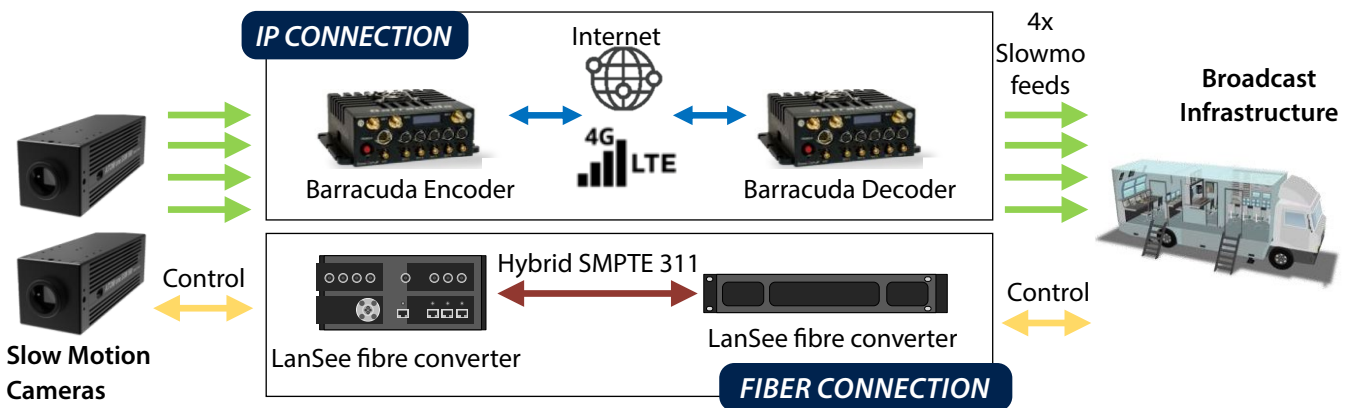 IP CONNECTION
Internet
4x
Slowmo
feeds
Broadcast
Infrastructure
Barracuda
4G
LTE
Barracuda Encoder
Barracuda Decoder
Control
Hybrid SMPTE 311
Control
LanSee fibre converter
LanSee fibre converter
Slow Motion
Cameras
FIBER CONNECTION